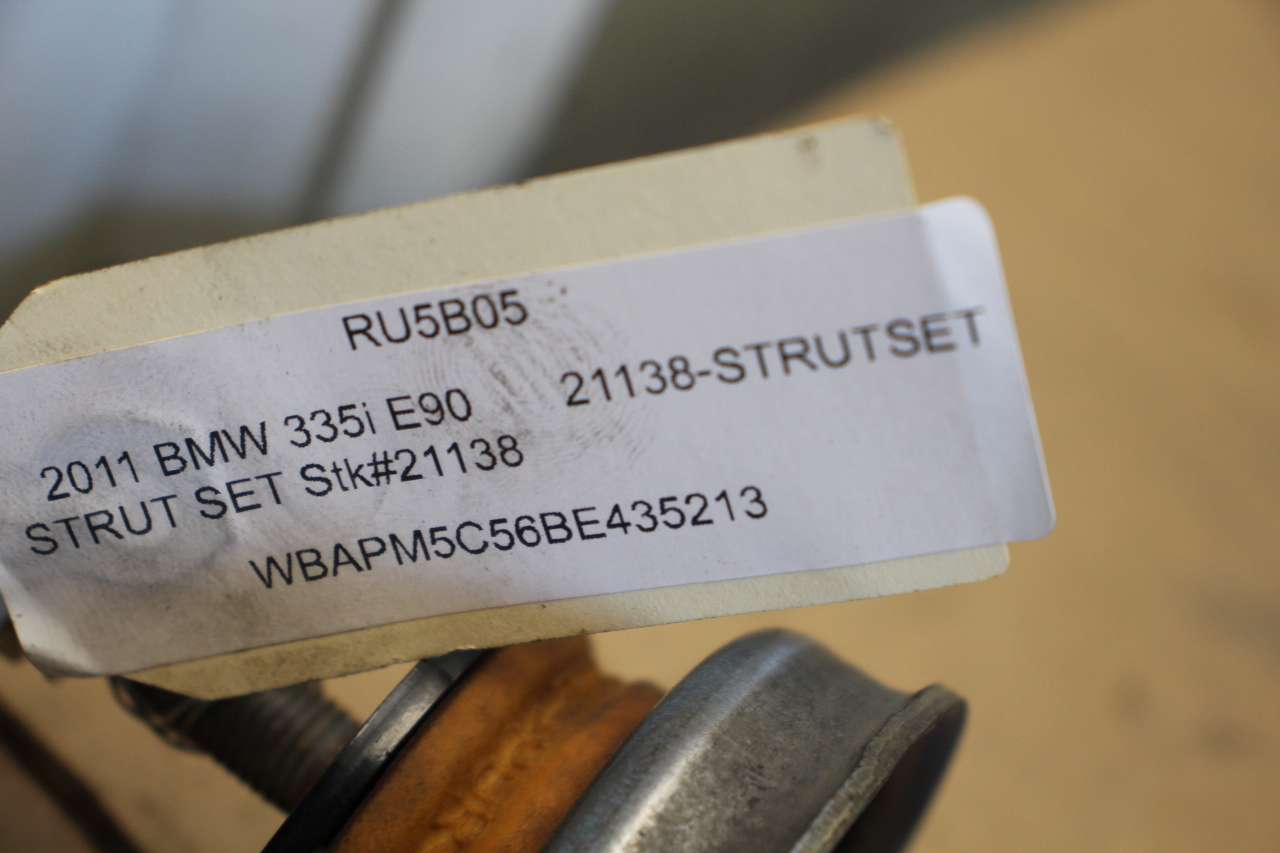 RU5B05
21138-STRUTSET
2011 BMW 335i E90
STRUT SET Stk#21138
WBAPM5C56BE435213